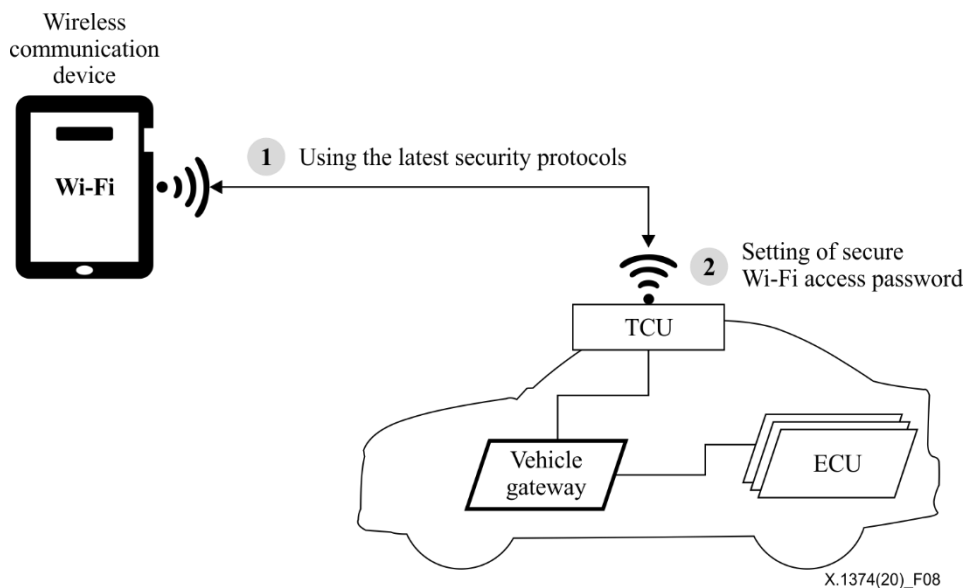 Wireless
communication
device
Wi-Fi
1 Using the latest security protocols
2 Setting of secure
Wi-Fi access password
TCU
Vehicle
gateway
ECU
X.1374(20)_F08